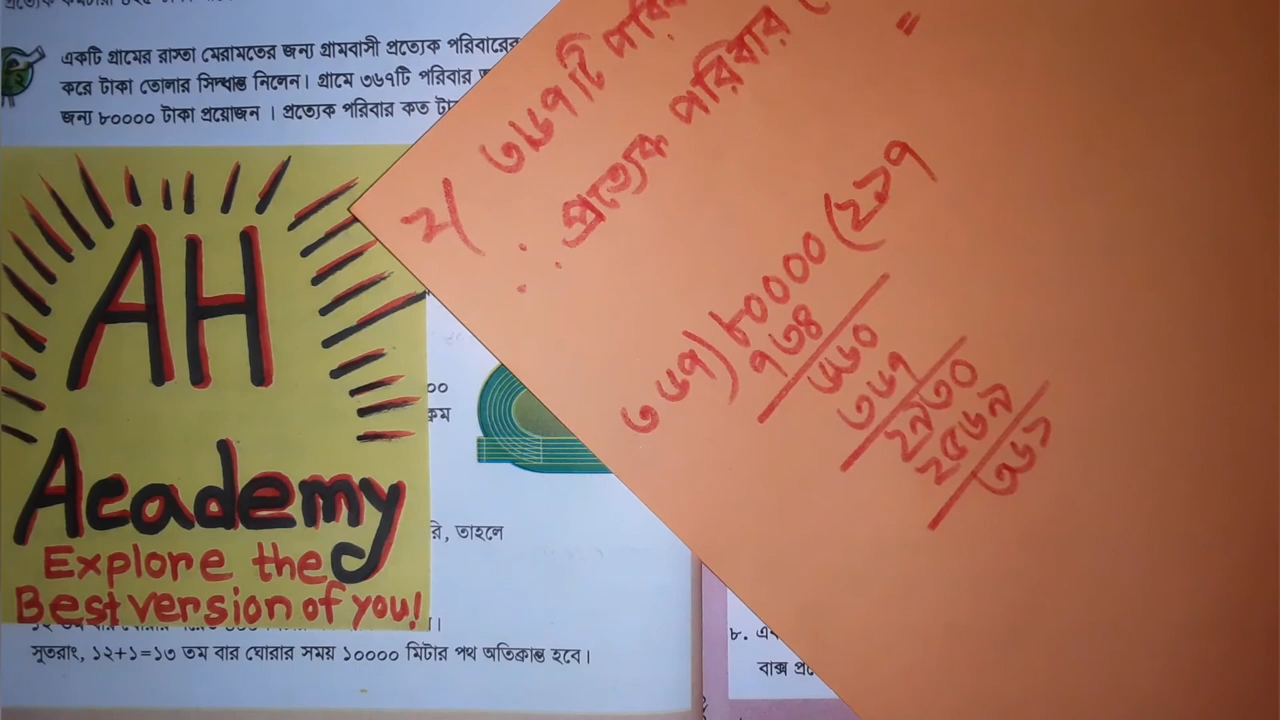 একটি গ্রামের রাস্তা মেরামতের জন্য গ্রামবাসী প্রত্যেক পরিবারের
করে টাকা তোলার সিদ্ধান্ত নিলেন। গ্রামে ৩৬৭টি পরিবার
জন্য ৮০০০০ টাকা প্রয়োজন । প্রত্যেক পরিবার কত
AH
Academy
Explore the
Best version of you!
২। ৩৬৭টি
∴ প্রত্যেক পরিবার
=
৩৬৭) ৮০০০০ (২১৭
৭৩৪
৬৬০
৩৬৭
২৯৩০
২৫৬৯
৩৬১
০০
তাহলে
সুতরাং, ১২+১=১৩ তম বার ঘোরার সময় ১০০০০ মিটার পথ অতিক্রান্ত হবে।
৮.
বাক্স